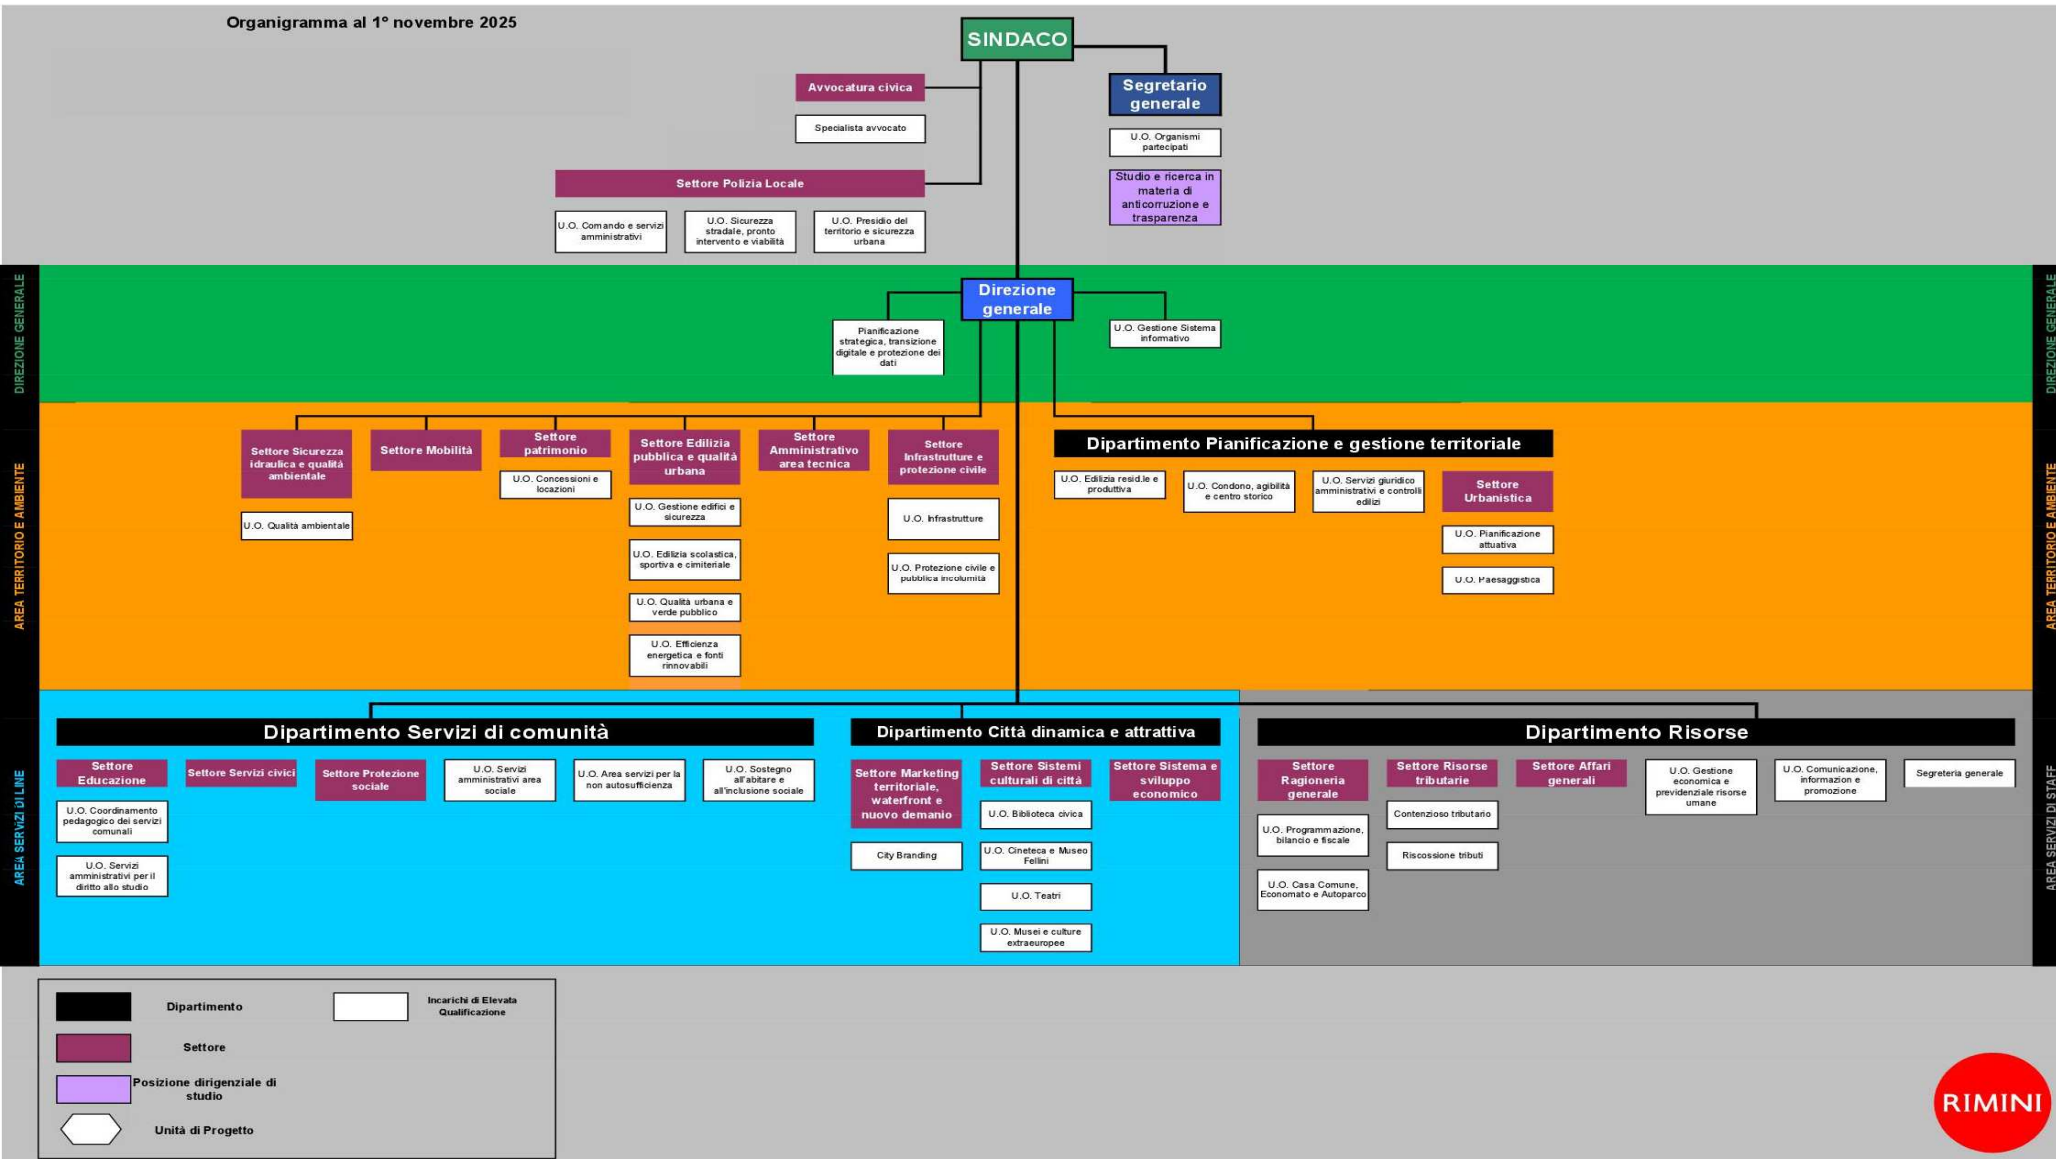 Organigramma al 1° novembre 2025
SINDACO
Avvocatura civica
Specialista avvocato
Segretario
generale
U.O. Organismi
partecipati
Studio e ricerca in
materia di
anticorruzione e
trasparenza
Settore Polizia Locale
U.O. Comando e servizi
amministrativi
U.O. Sicurezza
stradale, pronto
intervento e viabilità
U.O. Presidio del
territorio e sicurezza
urbana
DIREZIONE GENERALE
DIREZIONE GENERALE
Direzione
generale
Pianificazione
strategica, transizione
digitale e protezione dei
dati
U.O. Gestione Sistema
informativo
AREA TERRITORIO E AMBIENTE
AREA TERRITORIO E AMBIENTE
Settore Sicurezza
idraulica e qualità
ambientale
U.O. Qualità ambientale
Settore Mobilità
Settore
patrimonio
U.O. Concessioni e
locazioni
Settore Edilizia
pubblica e qualità
urbana
U.O. Gestione edifici e
sicurezza
U.O. Edilizia scolastica,
sportiva e cimiteriale
U.O. Qualità urbana e
verde pubblico
U.O. Efficienza
energetica e fonti
rinnovabili
Settore
Amministrativo
area tecnica
Settore
Infrastrutture e
protezione civile
U.O. Infrastrutture
U.O. Protezione civile e
pubblica incolumità
Dipartimento Pianificazione e gestione territoriale
U.O. Edilizia resid.le e
produttiva
U.O. Condono, agibilità
e centro storico
U.O. Servizi giuridico
amministrativi e controlli
edilizi
Settore
Urbanistica
U.O. Pianificazione
attuativa
U.O. Paesaggistica
AREA SERVIZI DI LINE
AREA SERVIZI DI STAFF
Dipartimento Servizi di comunità
Settore
Educazione
U.O. Coordinamento
pedagogico dei servizi
comunali
U.O. Servizi
amministrativi per il
diritto allo studio
Settore Servizi civici
Settore Protezione
sociale
U.O. Servizi
amministrativi area
sociale
U.O. Area servizi per la
non autosufficienza
U.O. Sostegno
all'abitare e
all'inclusione sociale
Dipartimento Città dinamica e attrattiva
Settore Marketing
territoriale,
waterfront e
nuovo demanio
City Branding
Settore Sistemi
culturali di città
U.O. Biblioteca civica
U.O. Cineteca e Museo
Fellini
U.O. Teatri
U.O. Musei e culture
extraeuropee
Settore Sistema e
sviluppo
economico
Dipartimento Risorse
Settore
Ragioneria
generale
U.O. Programmazione,
bilancio e fiscale
U.O. Casa Comune,
Economato e Autoparco
Settore Risorse
tributarie
Contenzioso tributario
Riscossione tributi
Settore Affari
generali
U.O. Gestione
economica e
previdenziale risorse
umane
U.O. Comunicazione,
informazion e
promozione
Segreteria generale
Dipartimento
Incarichi di Elevata
Qualificazione
Settore
Posizione dirigenziale di
studio
Unità di Progetto
RIMINI